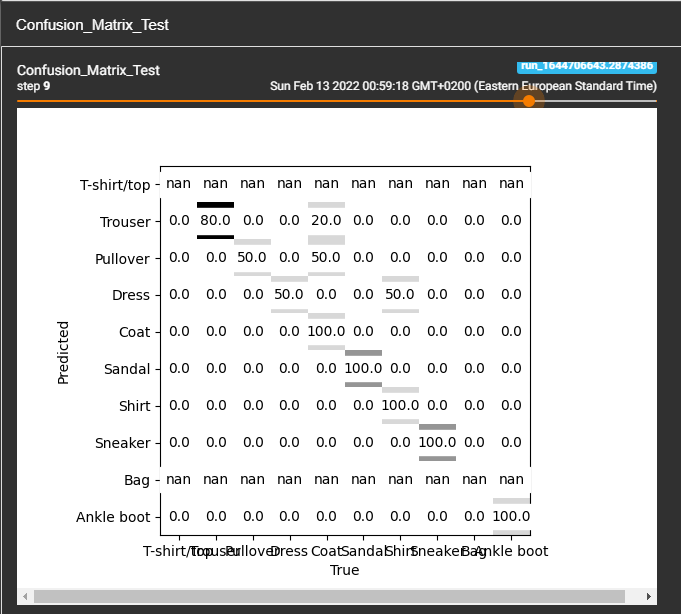 Confusion_Matrix_Test
run_1644706643.2874386
Confusion_Matrix_Test
step 9 Sun Feb 13 2022 00:59:18 GMT+0200 (Eastern European Standard Time)
T-shirt/top nan nan nan nan nan nan nan nan nan nan
Trouser 0.0 80.0 0.0 0.0 20.0 0.0 0.0 0.0 0.0 0.0
Pullover 0.0 0.0 50.0 0.0 50.0 0.0 0.0 0.0 0.0 0.0
Dress 0.0 0.0 0.0 50.0 0.0 0.0 50.0 0.0 0.0 0.0
Coat 0.0 0.0 0.0 0.0 100.0 0.0 0.0 0.0 0.0 0.0
Predicted
Sandal 0.0 0.0 0.0 0.0 0.0 100.0 0.0 0.0 0.0 0.0
Shirt 0.0 0.0 0.0 0.0 0.0 0.0 100.0 0.0 0.0 0.0
Sneaker 0.0 0.0 0.0 0.0 0.0 0.0 0.0 100.0 0.0 0.0
Bag nan nan nan nan nan nan nan nan nan nan
Ankle boot 0.0 0.0 0.0 0.0 0.0 0.0 0.0 0.0 0.0 100.0
T-shirt/top Trouser Pullover Dress Coat Sandal Shirt Sneaker Bag Ankle boot
True